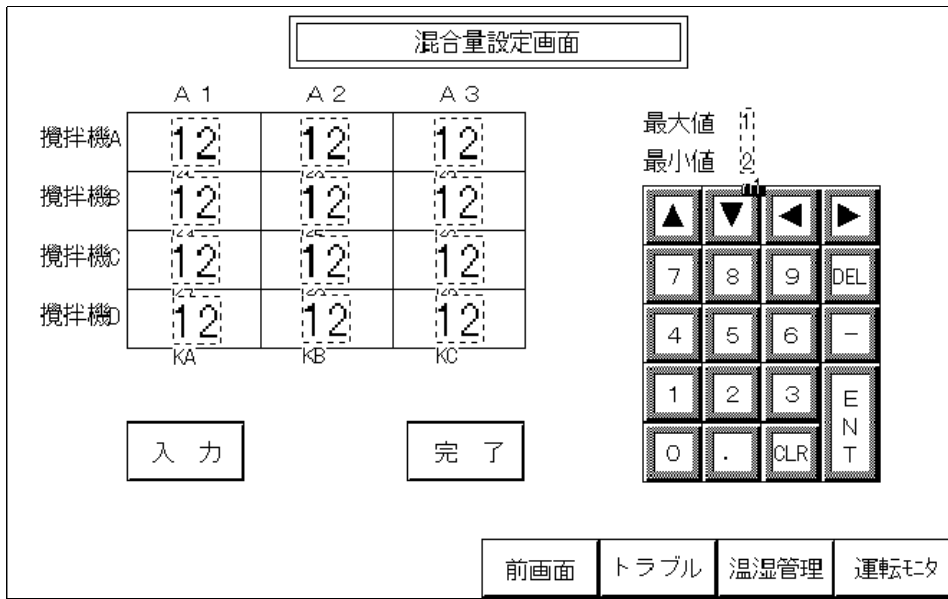 混合量設定画面
A1 A2 A3
最大値 1
最小値 2
攪拌機A 12 12 12
攪拌機B 12 12 12
攪拌機C 12 12 12
攪拌機D 12 12 12
KA KB KC
▲ ▼ ◀ ▶
7 8 9 DEL
4 5 6 −
1 2 3 ENT
0 . CLR
入力 完了
前画面 トラブル 温湿管理 運転モニタ